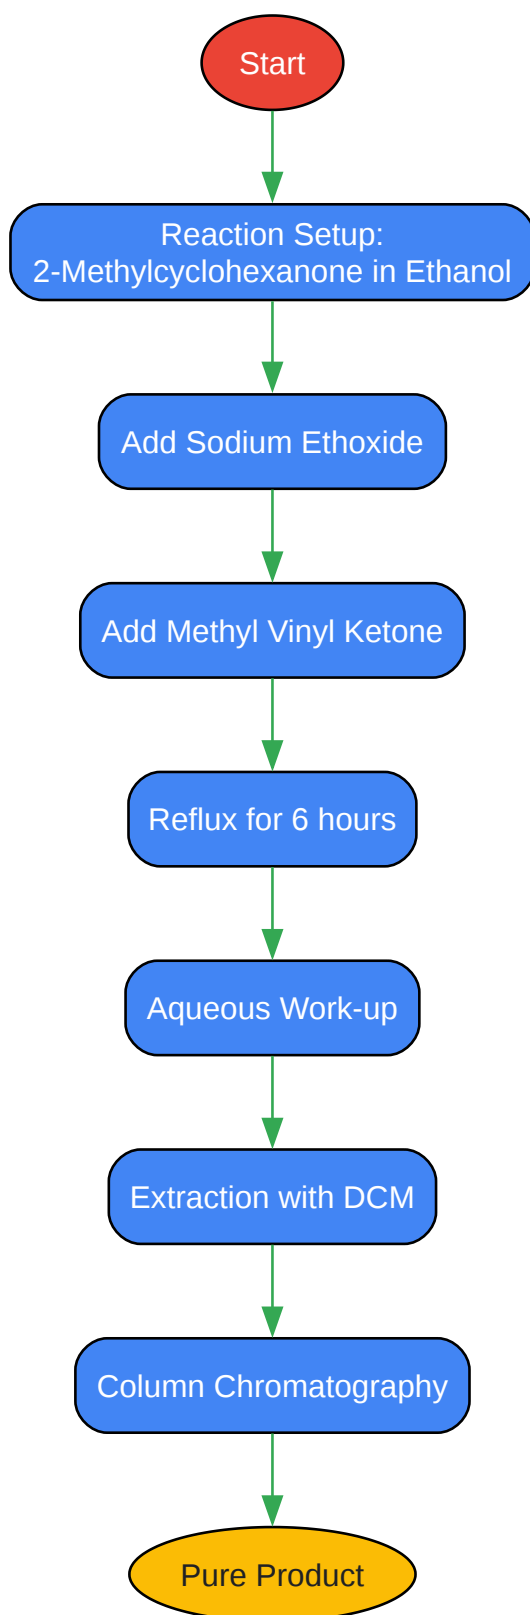 Start
Reaction Setup:
2-Methylcyclohexanone in Ethanol
Add Sodium Ethoxide
Add Methyl Vinyl Ketone
Reflux for 6 hours
Aqueous Work-up
Extraction with DCM
Column Chromatography
Pure Product